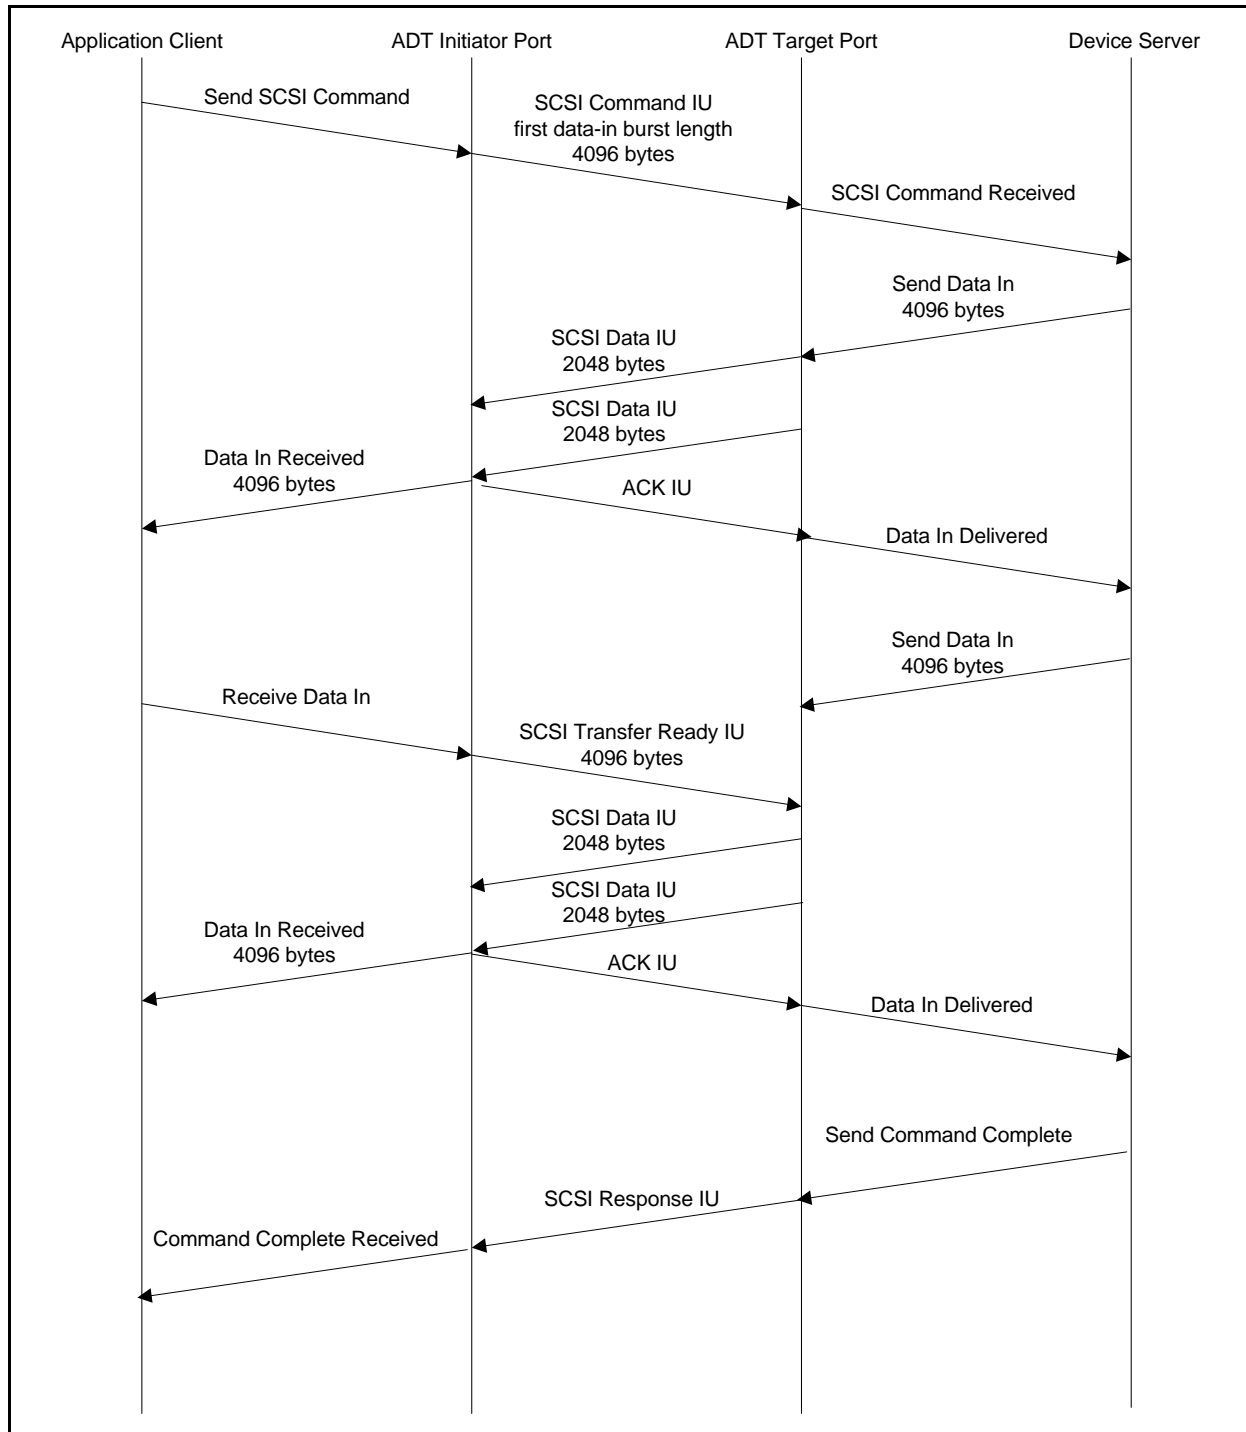 Application Client
ADT Initiator Port
ADT Target Port
Device Server
Send SCSI Command
SCSI Command IU
first data-in burst length
4096 bytes
SCSI Command Received
Send Data In
4096 bytes
SCSI Data IU
2048 bytes
SCSI Data IU
2048 bytes
Data In Received
4096 bytes
ACK IU
Data In Delivered
Send Data In
4096 bytes
Receive Data In
SCSI Transfer Ready IU
4096 bytes
SCSI Data IU
2048 bytes
SCSI Data IU
2048 bytes
Data In Received
4096 bytes
ACK IU
Data In Delivered
Send Command Complete
SCSI Response IU
Command Complete Received